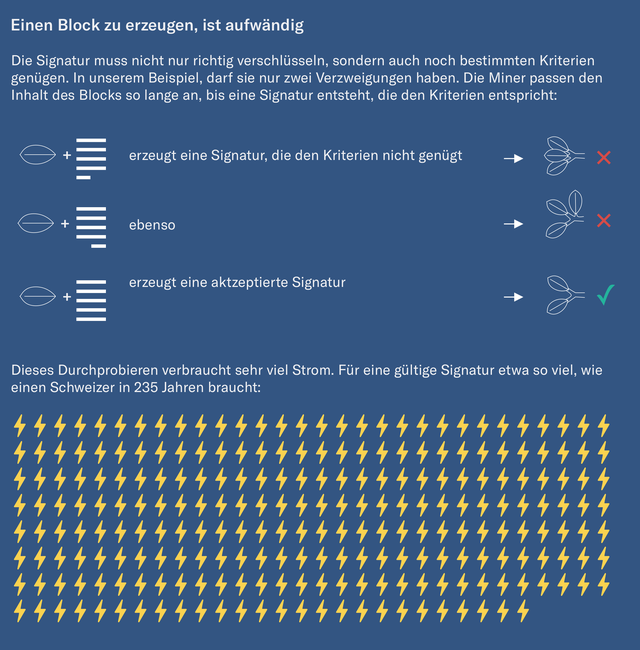 Einen Block zu erzeugen, ist aufwändig
Die Signatur muss nicht nur richtig verschlüsseln, sondern auch noch bestimmten Kriterien
genügen. In unserem Beispiel, darf sie nur zwei Verzweigungen haben. Die Miner passen den
Inhalt des Blocks so lange an, bis eine Signatur entsteht, die den Kriterien entspricht:
+ erzeugt eine Signatur, die den Kriterien nicht genügt →
+ ebenso →
+ erzeugt eine aktzeptierte Signatur →
Dieses Durchprobieren verbraucht sehr viel Strom. Für eine gültige Signatur etwa so viel, wie
einen Schweizer in 235 Jahren braucht: